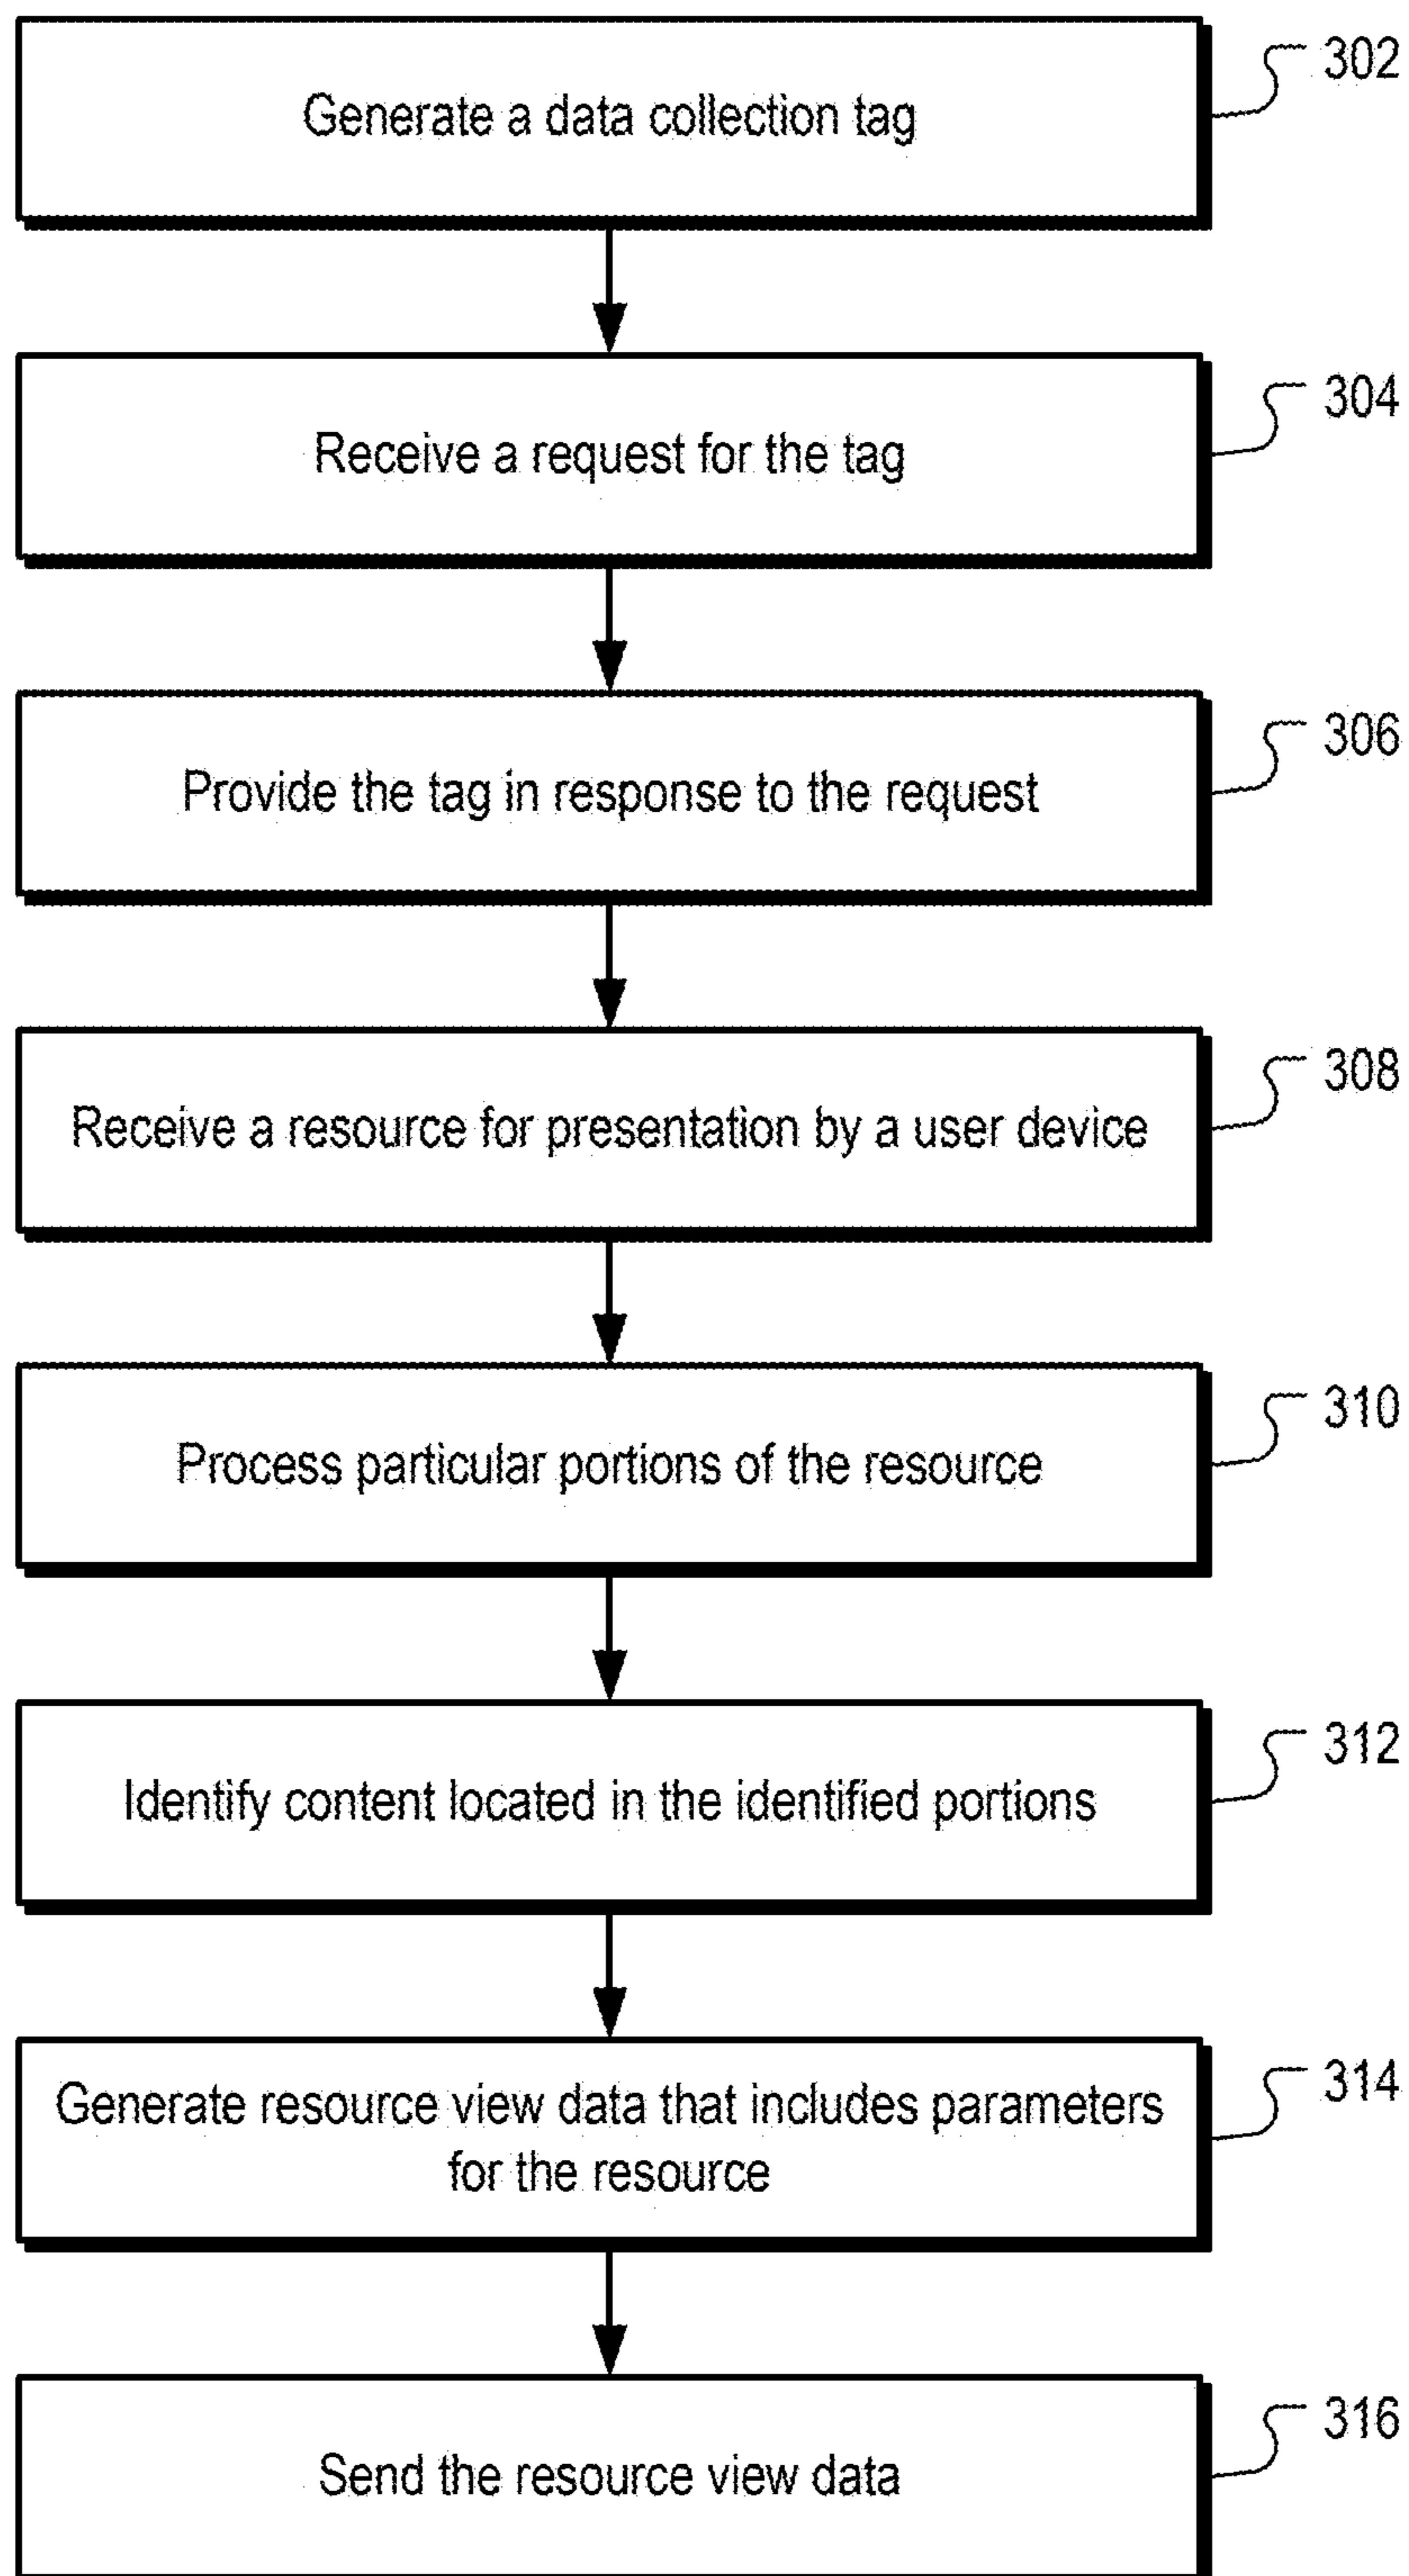 Generate a data collection tag
302
Receive a request for the tag
304
Provide the tag in response to the request
306
Receive a resource for presentation by a user device
308
Process particular portions of the resource
310
Identify content located in the identified portions
312
Generate resource view data that includes parameters
for the resource
314
Send the resource view data
316